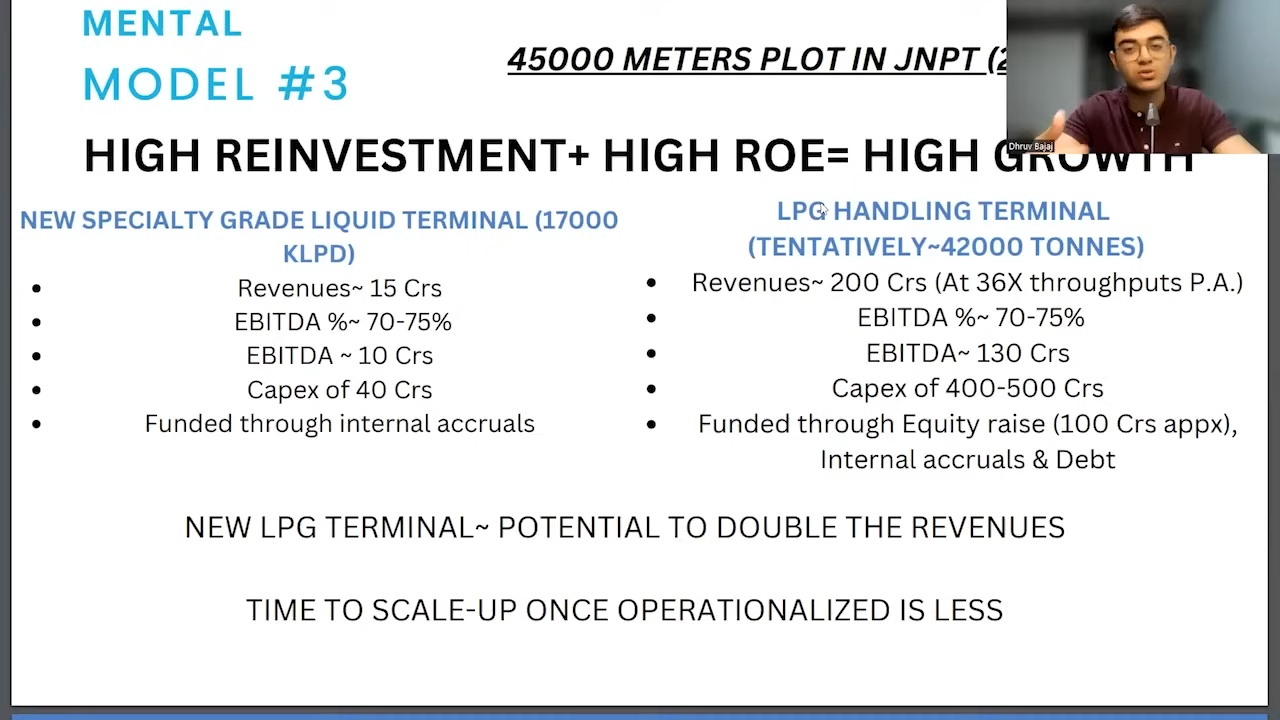 MENTAL
MODEL #3
45000 METERS PLOT IN JNPT (2
HIGH REINVESTMENT+ HIGH ROE= HIGH GROWTH
Dhruv Bajaj
NEW SPECIALTY GRADE LIQUID TERMINAL (17000
KLPD)
• Revenues~ 15 Crs
• EBITDA %~ 70-75%
• EBITDA ~ 10 Crs
• Capex of 40 Crs
• Funded through internal accruals
LPG HANDLING TERMINAL
(TENTATIVELY~42000 TONNES)
• Revenues~ 200 Crs (At 36X throughputs P.A.)
• EBITDA %~ 70-75%
• EBITDA~ 130 Crs
• Capex of 400-500 Crs
• Funded through Equity raise (100 Crs appx),
Internal accruals & Debt
NEW LPG TERMINAL~ POTENTIAL TO DOUBLE THE REVENUES
TIME TO SCALE-UP ONCE OPERATIONALIZED IS LESS